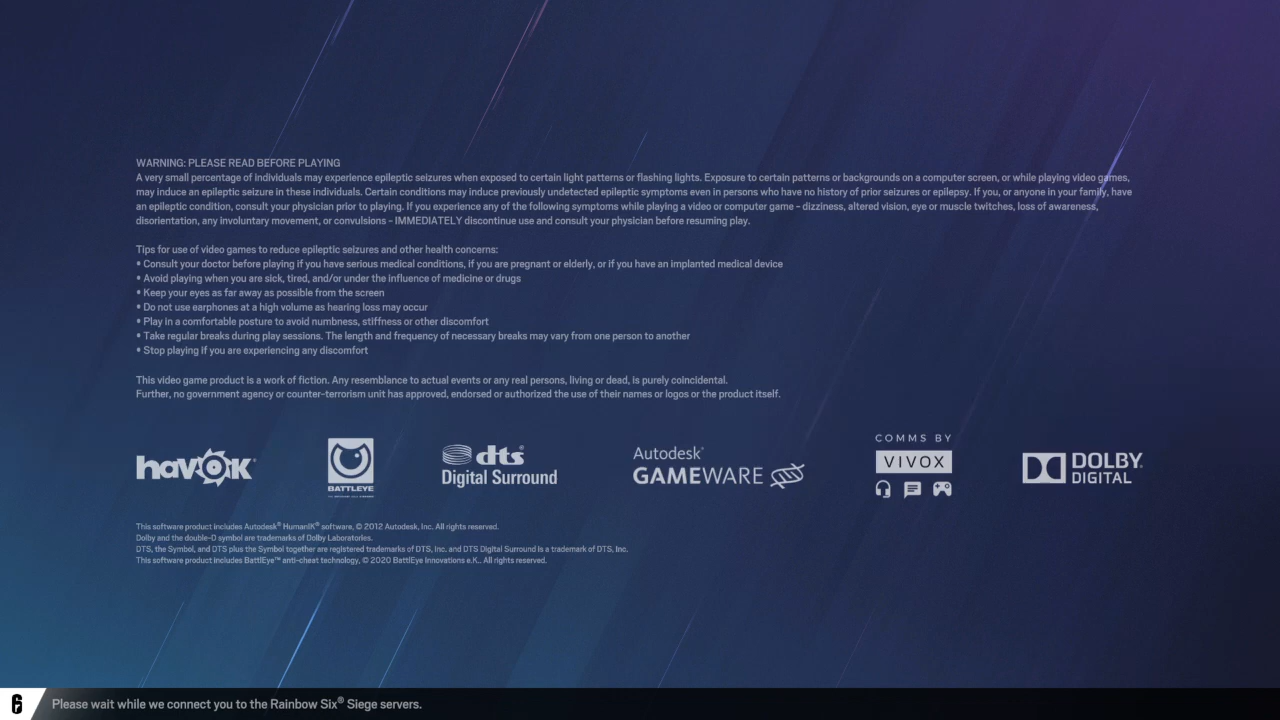 WARNING: PLEASE READ BEFORE PLAYING
A very small percentage of individuals may experience epileptic seizures when exposed to certain light patterns or flashing lights. Exposure to certain patterns or backgrounds on a computer screen, or while playing video games,
may induce an epileptic seizure in these individuals. Certain conditions may induce previously undetected epileptic symptoms even in persons who have no history of prior seizures or epilepsy. If you, or anyone in your family, have
an epileptic condition, consult your physician prior to playing. If you experience any of the following symptoms while playing a video or computer game - dizziness, altered vision, eye or muscle twitches, loss of awareness,
disorientation, any involuntary movement, or convulsions - IMMEDIATELY discontinue use and consult your physician before resuming play.
Tips for use of video games to reduce epileptic seizures and other health concerns:
• Consult your doctor before playing if you have serious medical conditions, if you are pregnant or elderly, or if you have an implanted medical device
• Avoid playing when you are sick, tired, and/or under the influence of medicine or drugs
• Keep your eyes as far away as possible from the screen
• Do not use earphones at a high volume as hearing loss may occur
• Play in a comfortable posture to avoid numbness, stiffness or other discomfort
• Take regular breaks during play sessions. The length and frequency of necessary breaks may vary from one person to another
• Stop playing if you are experiencing any discomfort
This video game product is a work of fiction. Any resemblance to actual events or any real persons, living or dead, is purely coincidental.
Further, no government agency or counter-terrorism unit has approved, endorsed or authorized the use of their names or logos or the product itself.
havok®
BATTLEYE
dts®
Digital Surround
Autodesk®
GAMEWARE
COMMS BY
VIVOX
DOLBY®
DIGITAL
This software product includes Autodesk® HumanIK® software, © 2012 Autodesk, Inc. All rights reserved.
Dolby and the double-D symbol are trademarks of Dolby Laboratories.
DTS, the Symbol, and DTS plus the Symbol together are registered trademarks of DTS, Inc. and DTS Digital Surround is a trademark of DTS, Inc.
This software product includes BattlEye™ anti-cheat technology, © 2020 BattlEye Innovations e.K.. All rights reserved.
6 Please wait while we connect you to the Rainbow Six® Siege servers.